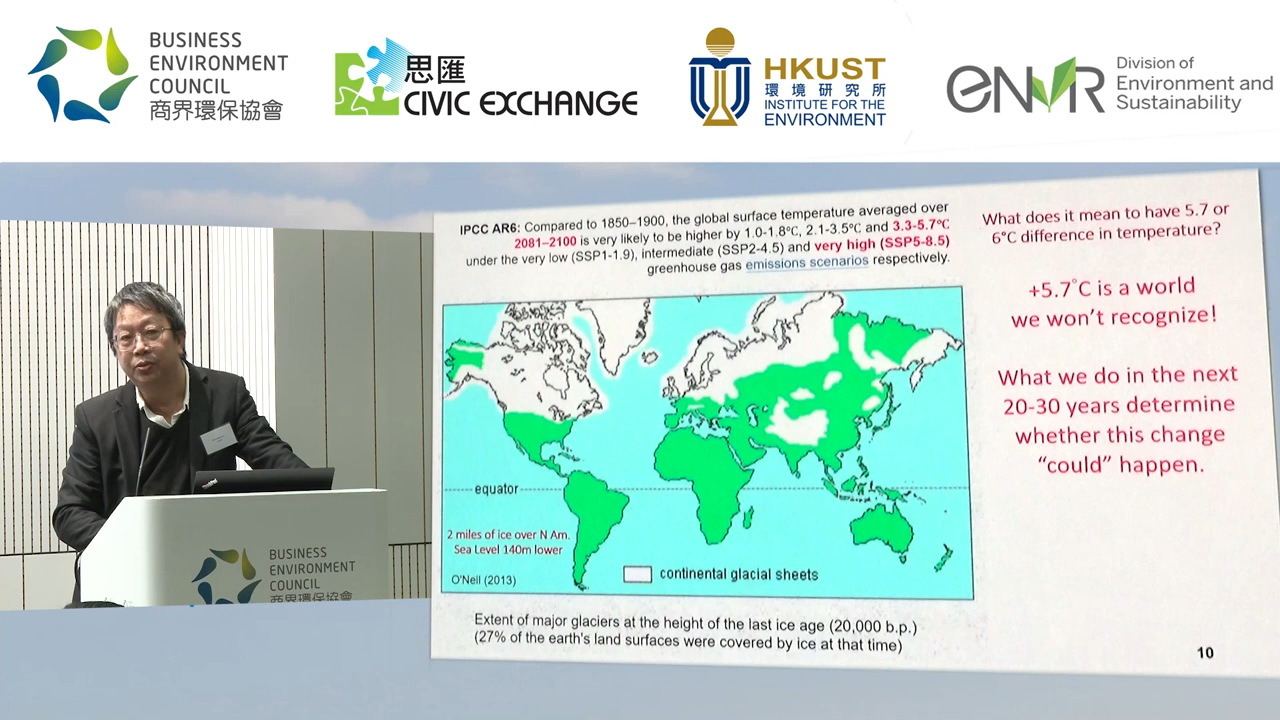 BUSINESS
ENVIRONMENT
COUNCIL
商界環保協會
思匯
CIVIC EXCHANGE
HKUST
環境研究所
INSTITUTE FOR THE
ENVIRONMENT
ENVR
Division of
Environment and
Sustainability
IPCC AR6: Compared to 1850–1900, the global surface temperature averaged over
2081–2100 is very likely to be higher by 1.0-1.8℃, 2.1-3.5℃ and 3.3-5.7℃
under the very low (SSP1-1.9), intermediate (SSP2-4.5) and very high (SSP5-8.5)
greenhouse gas emissions scenarios respectively.
What does it mean to have 5.7 or
6°C difference in temperature?
+5.7°C is a world
we won't recognize!
What we do in the next
20-30 years determine
whether this change
“could” happen.
equator
2 miles of ice over N Am.
Sea Level 140m lower
O'Neil (2013)
continental glacial sheets
Extent of major glaciers at the height of the last ice age (20,000 b.p.)
(27% of the earth's land surfaces were covered by ice at that time)
10
BUSINESS
ENVIRONMENT
COUNCIL
商界環保協會